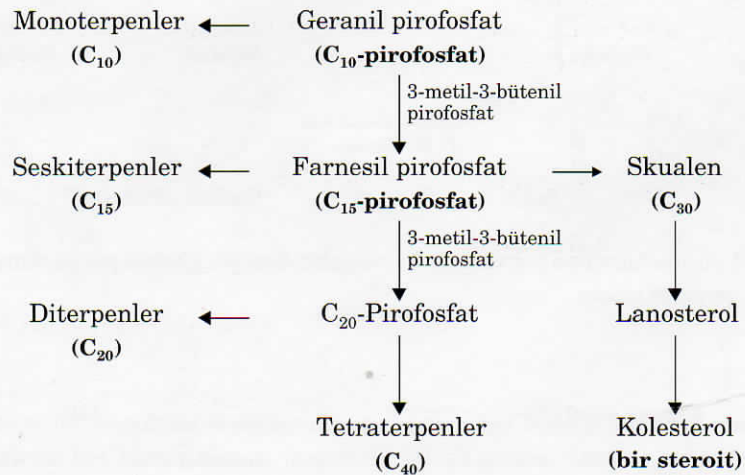 Monoterpenler
(C₁₀)
Geranil pirofosfat
(C₁₀-pirofosfat)
3-metil-3-bütenil
pirofosfat
Seskiterpenler
(C₁₅)
Farnesil pirofosfat
(C₁₅-pirofosfat)
Skualen
(C₃₀)
3-metil-3-bütenil
pirofosfat
Diterpenler
(C₂₀)
C₂₀-Pirofosfat
Lanosterol
Tetraterpenler
(C₄₀)
Kolesterol
(bir steroit)